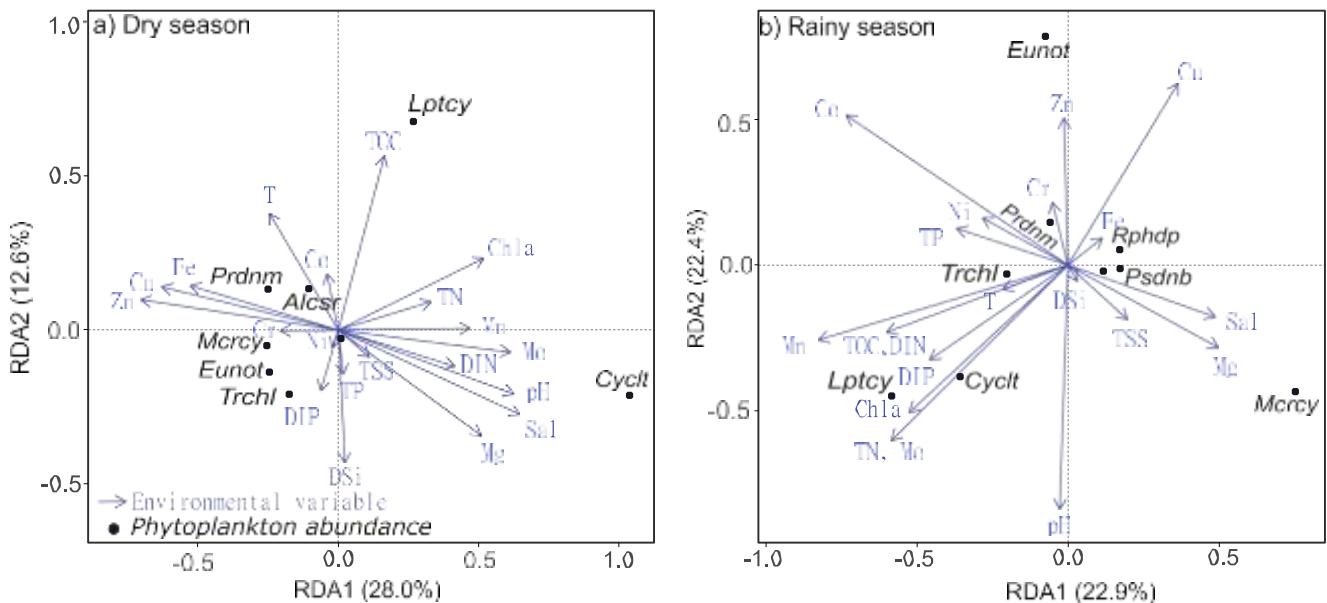 a) Dry season
1.0
0.5
0.0
-0.5
RDA2 (12.6%)
Lptcy
TOC
T
Co
Chla
Fe
Cu
Zn
Prdnm
Alcsr
TN
Mn
Cr
Ni
Mcrcy
Mo
DIN
TSS
TP
Eunot
pH
Cyclt
Trchl
DIP
Sal
Mg
DSi
Environmental variable
Phytoplankton abundance
-0.5
0.0
0.5
1.0
RDA1 (28.0%)
b) Rainy season
0.5
0.0
-0.5
RDA2 (22.4%)
Eunot
Cu
Co
Zn
Cr
Ni
Prdnm
Fe
TP
Rphdp
Trchl
Psdnb
T
DSi
Mn
TOC,DIN
TSS
Sal
Mg
Lptcy
DIP
Cyclt
Chla
Mcrcy
TN, Mo
pH
-1.0
-0.5
0.0
0.5
RDA1 (22.9%)